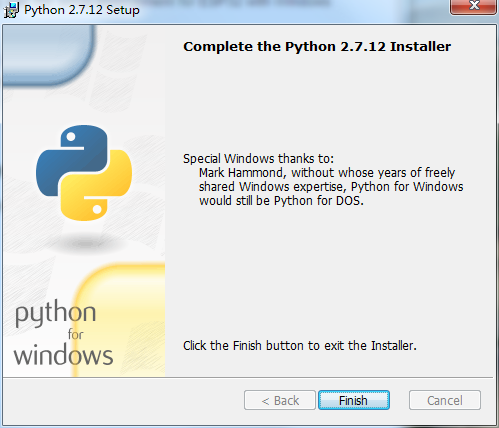 Python 2.7.12 Setup
Complete the Python 2.7.12 Installer
Special Windows thanks to:
Mark Hammond, without whose years of freely
shared Windows expertise, Python for Windows
would still be Python for DOS.
python
for
windows
Click the Finish button to exit the Installer.
< Back
Finish
Cancel